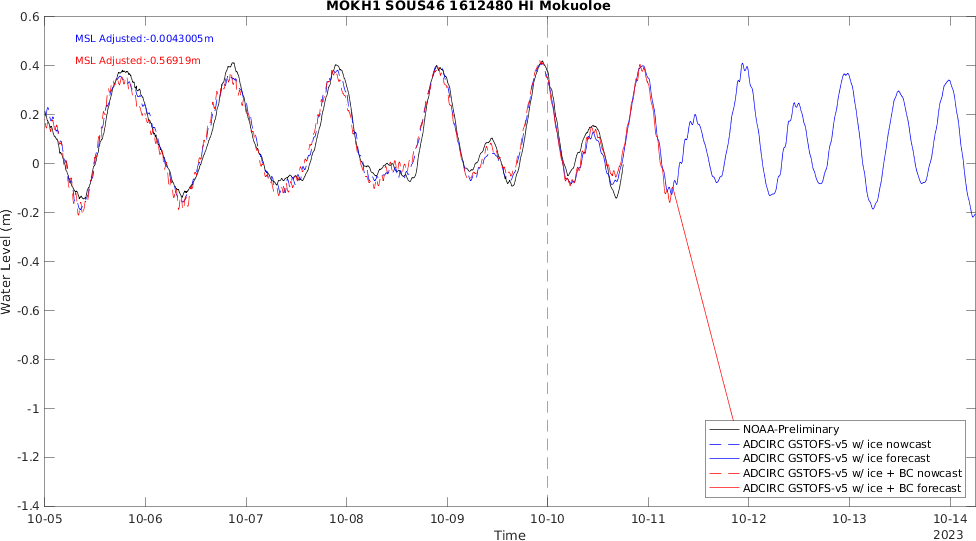 MOKH1 SOUS46 1612480 HI Mokuoloe
MSL Adjusted:-0.0043005m
MSL Adjusted:-0.56919m
0.6
0.4
0.2
0
-0.2
-0.4
-0.6
-0.8
-1
-1.2
-1.4
Water Level (m)
NOAA-Preliminary
ADCIRC GSTOFS-v5 w/ ice nowcast
ADCIRC GSTOFS-v5 w/ ice forecast
ADCIRC GSTOFS-v5 w/ ice + BC nowcast
ADCIRC GSTOFS-v5 w/ ice + BC forecast
10-05 10-06 10-07 10-08 10-09 10-10 10-11 10-12 10-13 10-14
Time
2023